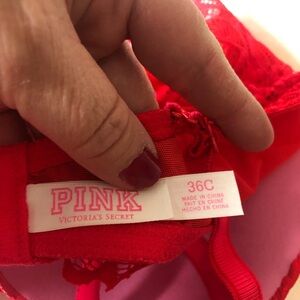 PINK
VICTORIA'S SECRET
36C
MADE IN CHINA
FAIT EN CHINE
HECHO EN CHINA